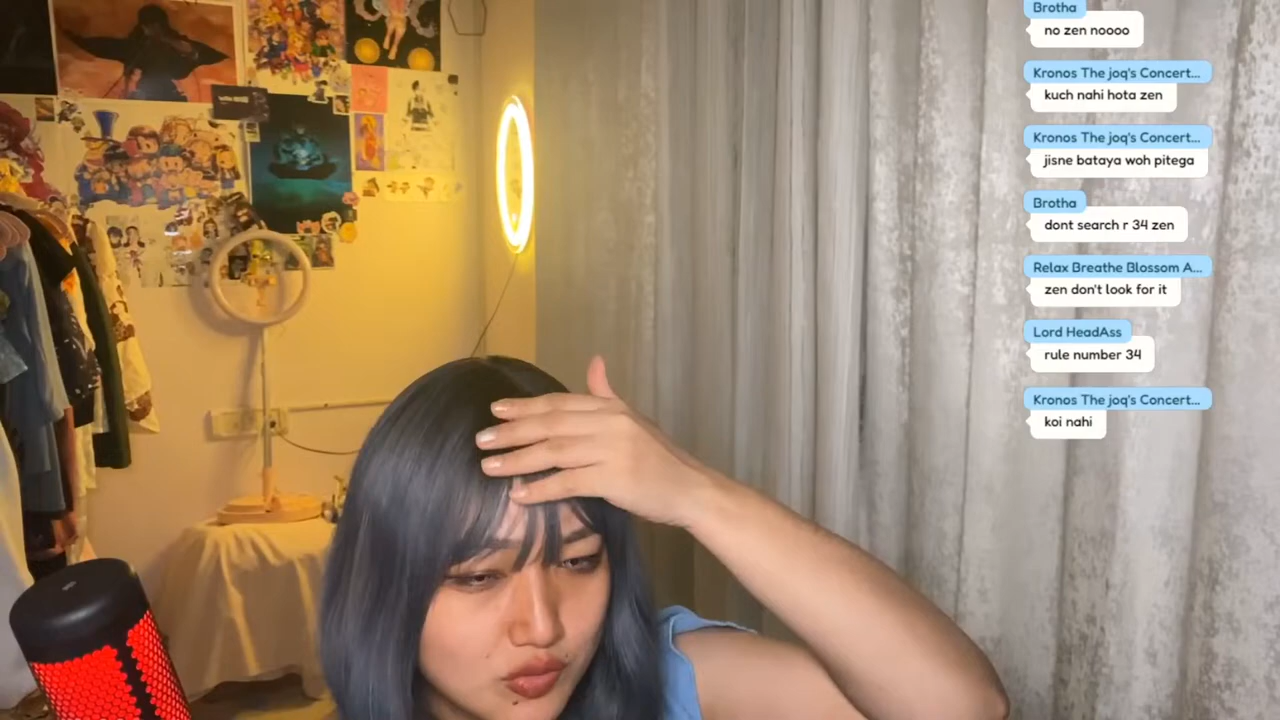 Brotha
no zen noooo
Kronos The joq's Concert...
kuch nahi hota zen
Kronos The joq's Concert...
jisne bataya woh pitega
Brotha
dont search r 34 zen
Relax Breathe Blossom A...
zen don't look for it
Lord HeadAss
rule number 34
Kronos The joq's Concert...
koi nahi